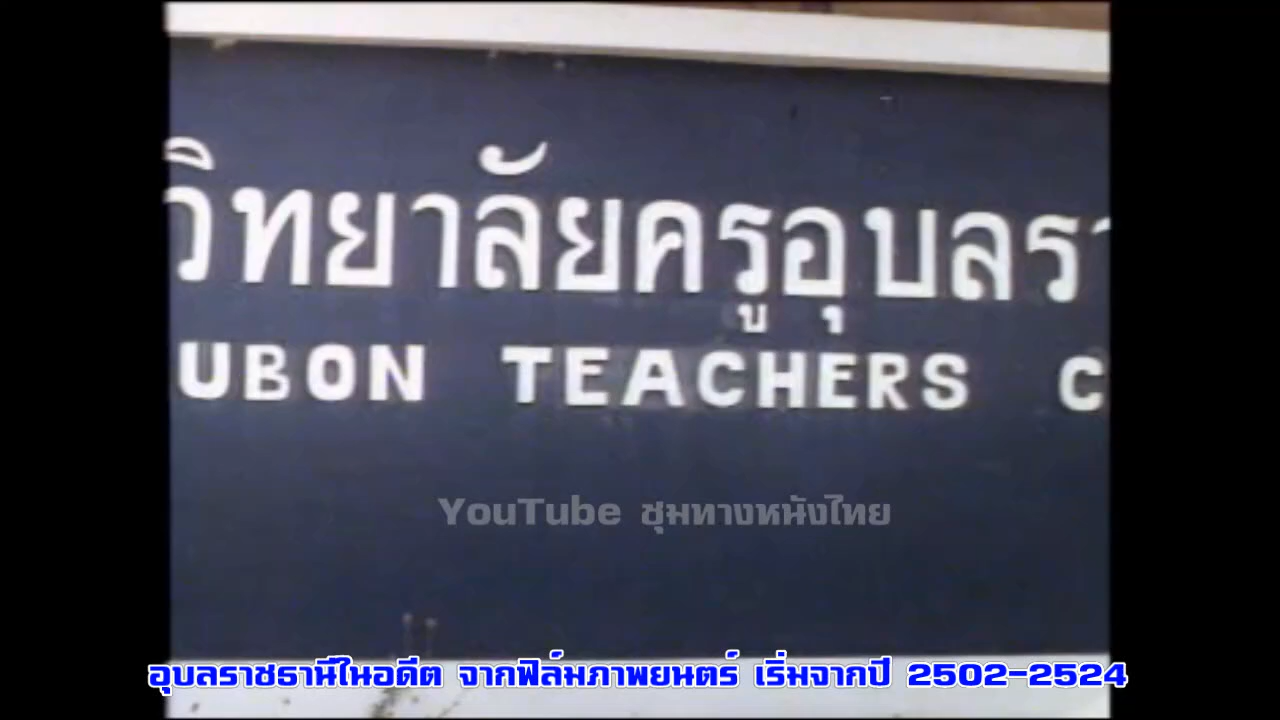 วิทยาลัยครูอุบลรา
UBON TEACHERS C
YouTube ชุมทางหนังไทย
อุบลราชธานีในอดีต จากฟิล์มภาพยนตร์ เริ่มจากปี 2502-2524